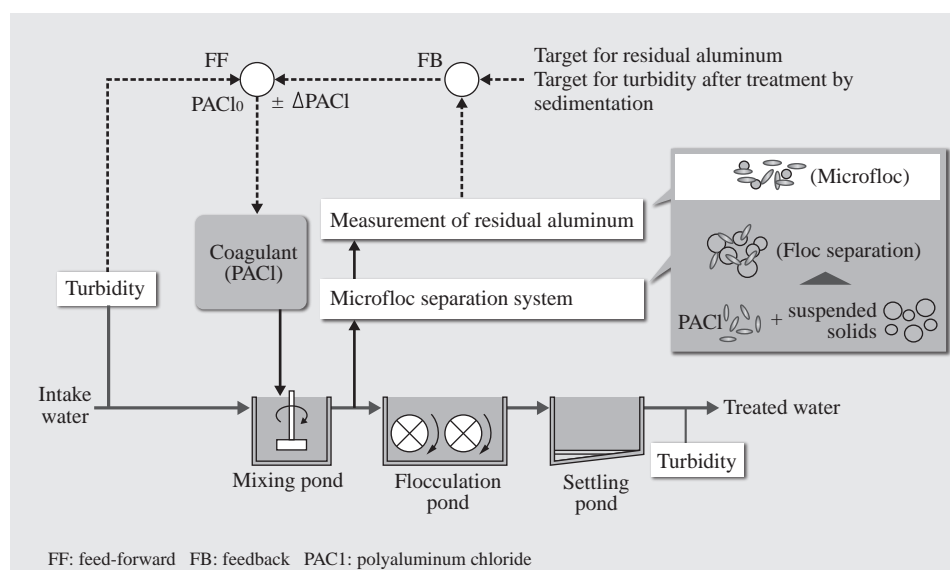 FF
FB
Target for residual aluminum
Target for turbidity after treatment by
sedimentation
PACl0
± ΔPACl
(Microfloc)
Measurement of residual aluminum
Coagulant
(PACl)
(Floc separation)
Turbidity
Microfloc separation system
PACl
+
suspended
solids
Intake
water
Treated water
Turbidity
Mixing pond
Flocculation
pond
Settling
pond
FF: feed-forward FB: feedback PAC1: polyaluminum chloride